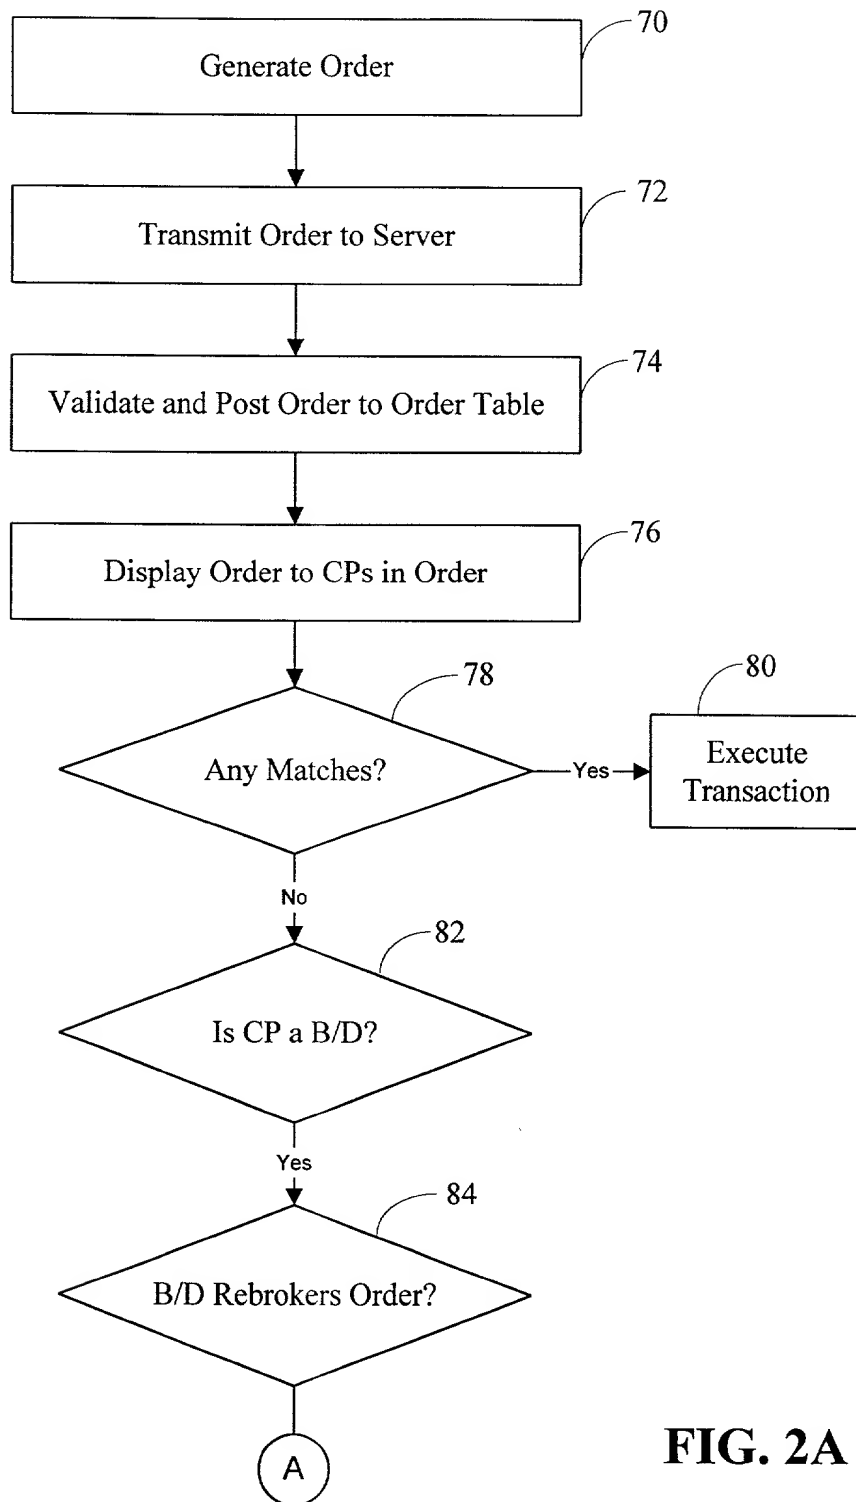 70
Generate Order
72
Transmit Order to Server
74
Validate and Post Order to Order Table
76
Display Order to CPs in Order
78
80
Any Matches?
Yes
Execute
Transaction
No
82
Is CP a B/D?
Yes
84
B/D Rebrokers Order?
A
FIG. 2A